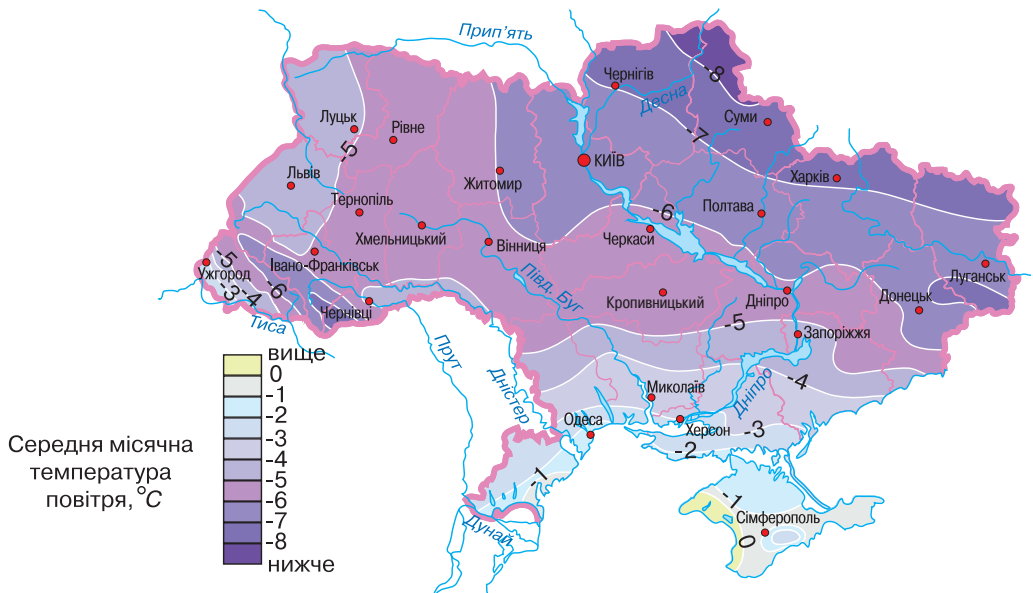 Прип’ять
Чернігів
-8
Десна
Луцьк
Рівне
Суми
-7
-5
КИЇВ
Львів
Житомир
Харків
Тернопіль
-6
Полтава
Хмельницький
Вінниця
Черкаси
-5
Ужгород
Івано-Франківськ
-3
-4
-6
Півд. Буг
Луганськ
Кропивницький
Дніпро
Донецьк
Чернівці
Тиса
-5
Запоріжжя
Прут
Дністер
-4
Миколаїв
Дніпро
Одеса
Херсон
-3
-2
-1
-1
Сімферополь
0
Дунай
вище
0
-1
-2
-3
-4
-5
-6
-7
-8
нижче
Середня місячна
температура
повітря, °C